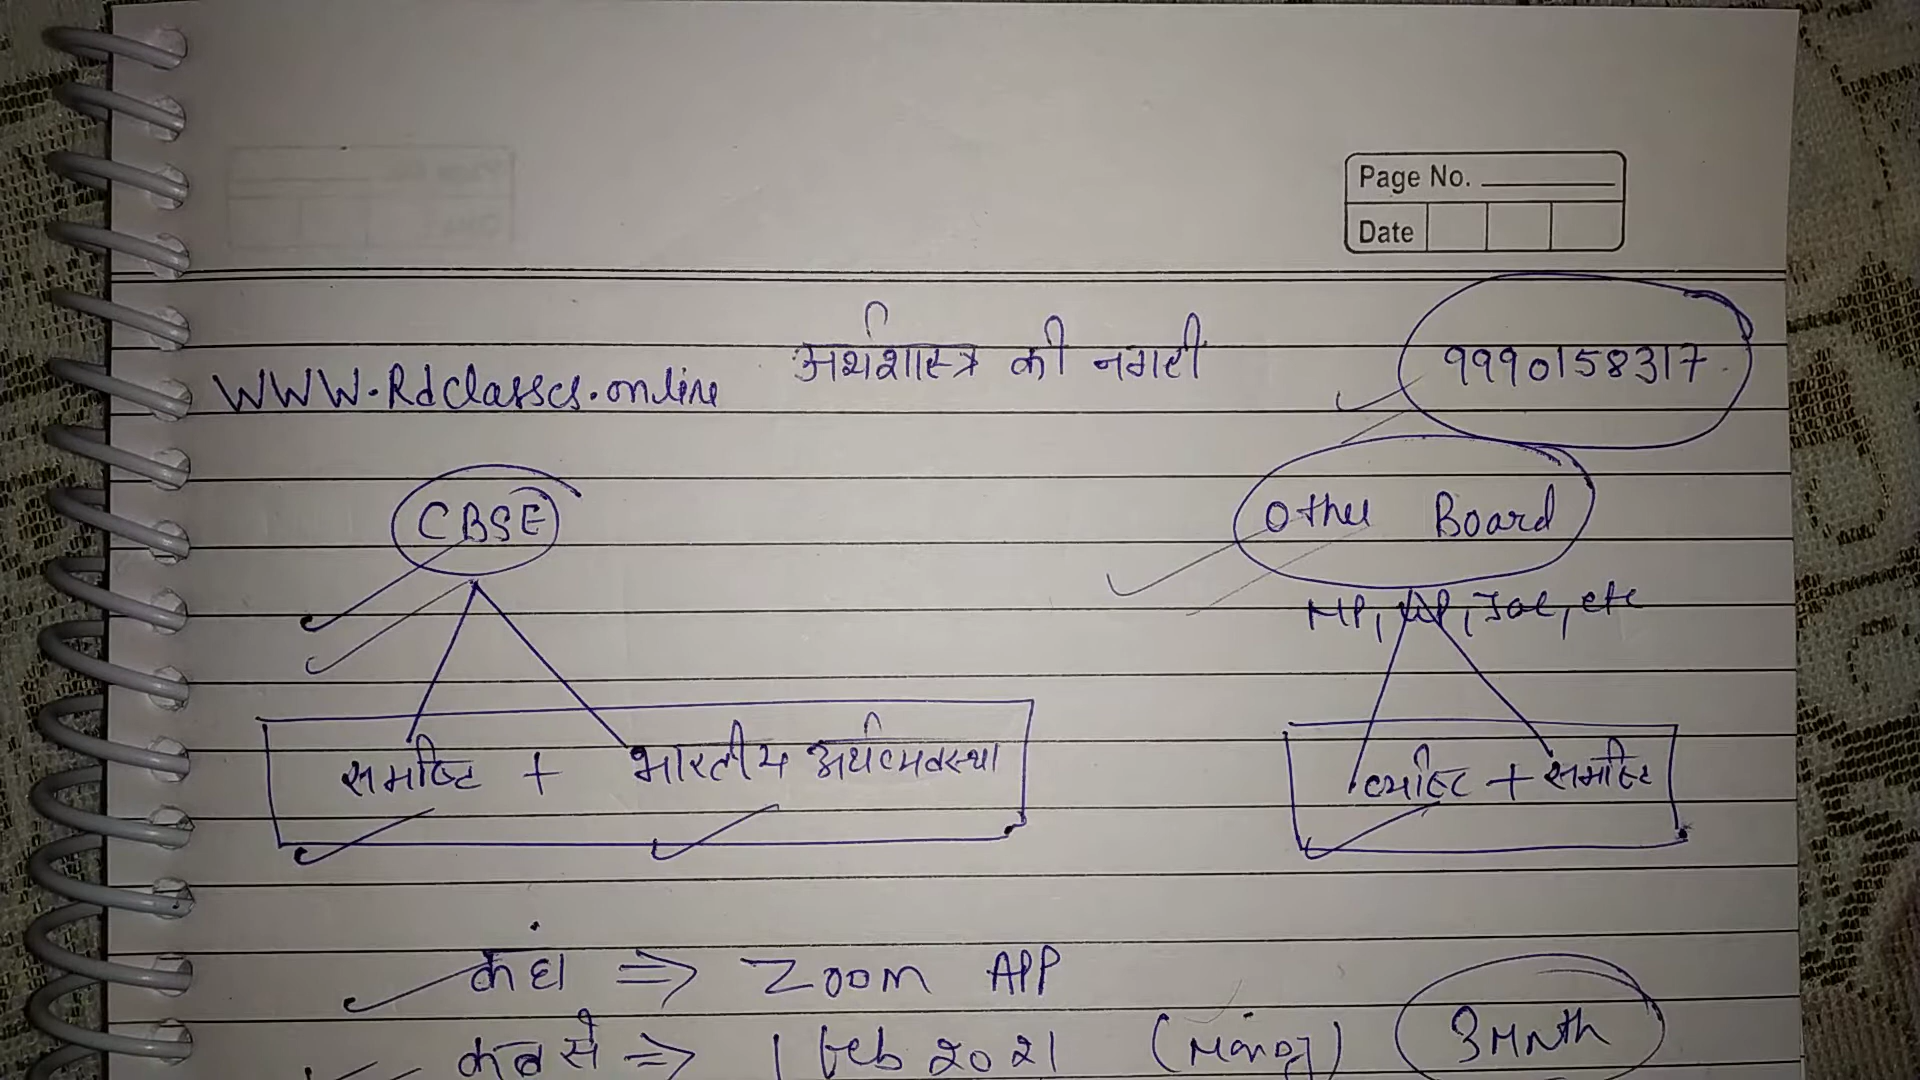 Page No.
Date
अर्थशास्त्र की नगरी
9990158317
WWW.Rdclasses.online
CBSE
Other Board
MP, UP, Jac, etc
समष्टि + भारतीय अर्थव्यवस्था
व्यष्टि + समष्टि
कहां ⇒ Zoom APP
कब से ⇒ 1 Feb 2021
3 Mnth